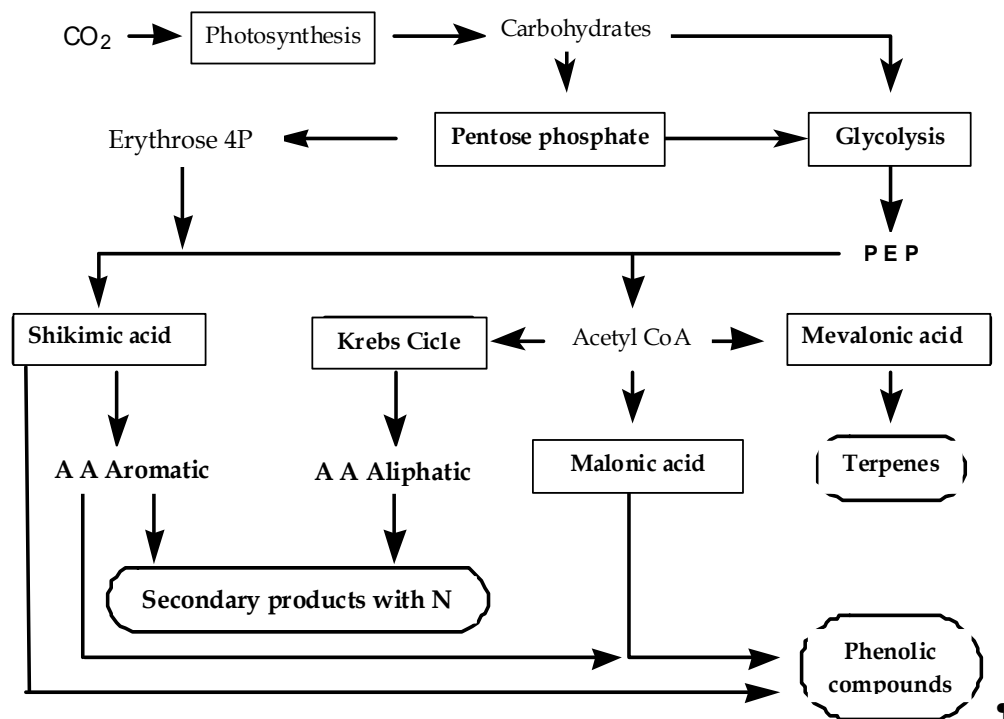 CO2 Photosynthesis Carbohydrates
Erythrose 4P Pentose phosphate Glycolysis
P E P
Shikimic acid Krebs Cicle Acetyl CoA Mevalonic acid
A A Aromatic A A Aliphatic Malonic acid Terpenes
Secondary products with N
Phenolic
compounds